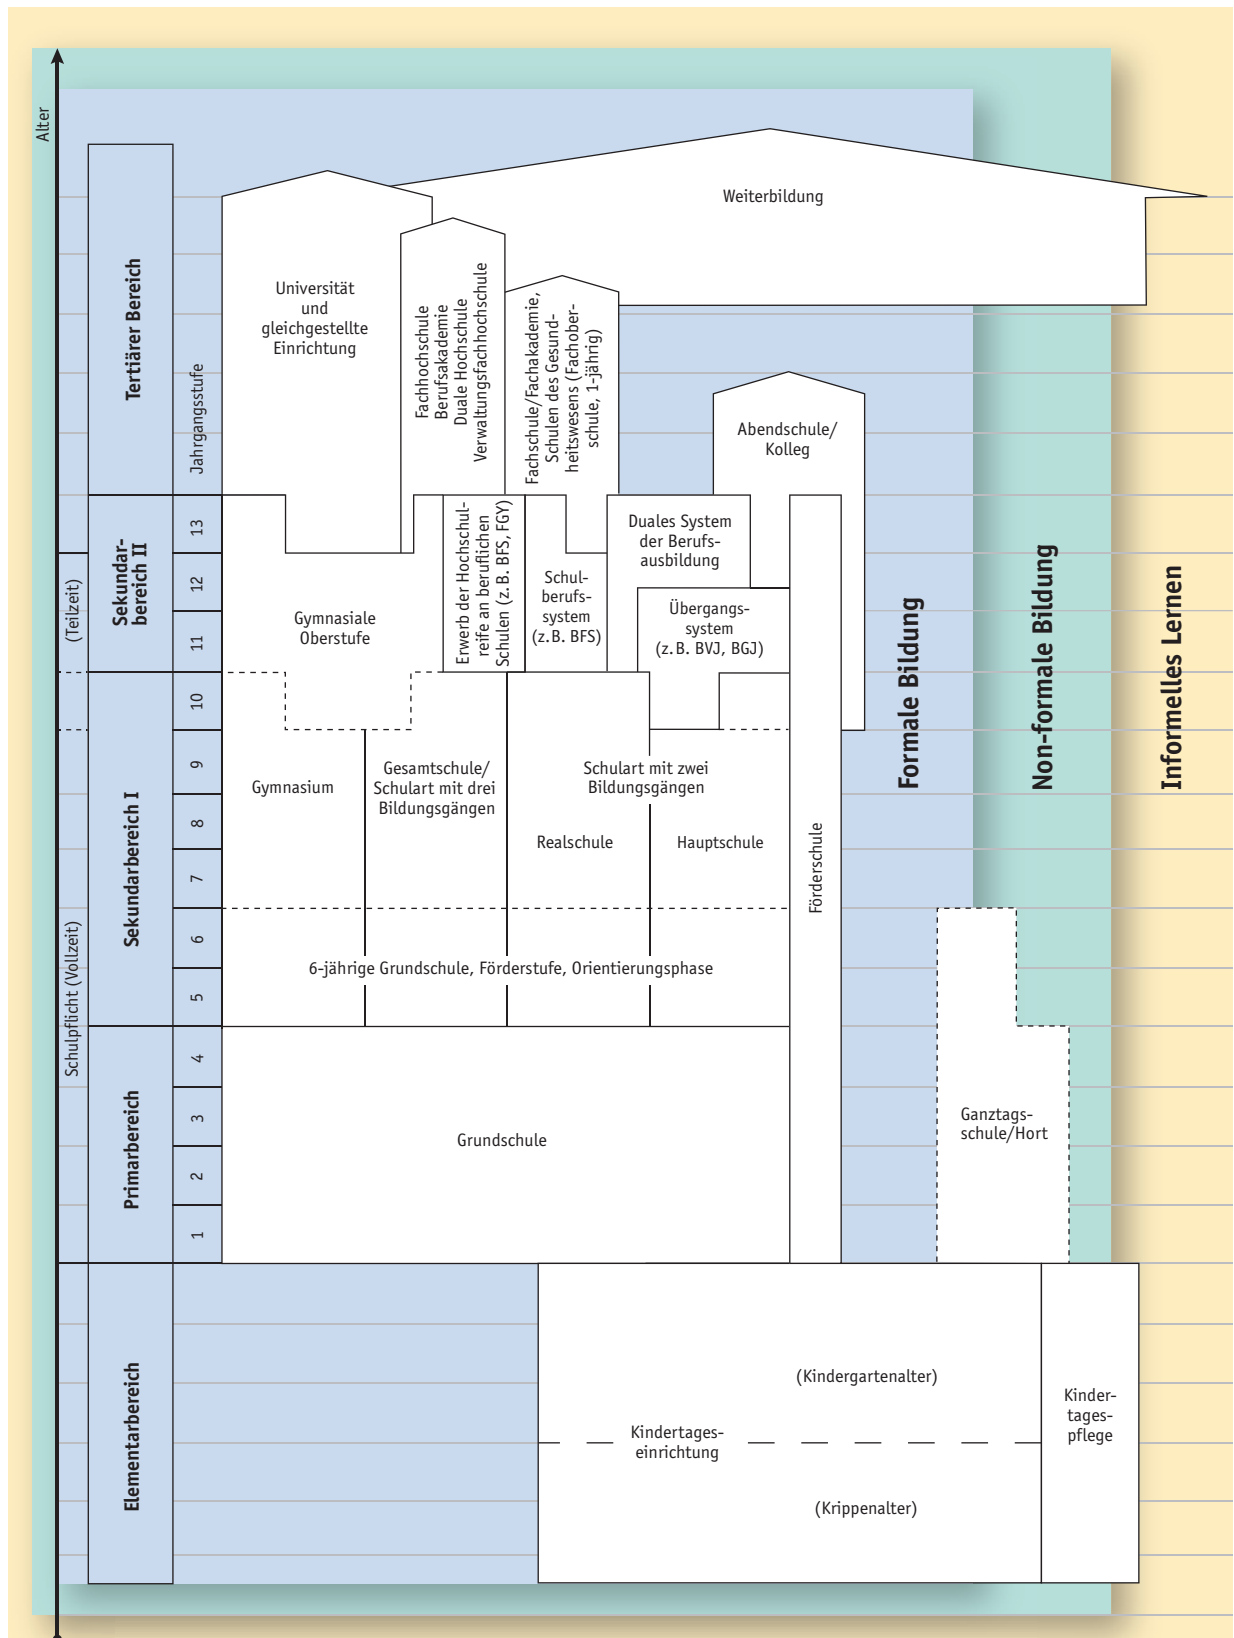 Alter
Weiterbildung
Tertiärer Bereich
Jahrgangsstufe
Universität
und
gleichgestellte
Einrichtung
Fachhochschule
Berufsakademie
Duale Hochschule
Verwaltungsfachhochschule
Fachschule/Fachakademie,
Schulen des Gesund-
heitswesens (Fachober-
schule, 1-jährig)
Abendschule/
Kolleg
(Teilzeit)
Sekundar-
bereich II
13
12
11
Gymnasiale
Oberstufe
Erwerb der Hochschul-
reife an beruflichen
Schulen (z. B. BFS, FGY)
Schul-
berufs-
system
(z. B. BFS)
Duales System
der Berufs-
ausbildung
Übergangs-
system
(z. B. BVJ, BGJ)
Formale Bildung
Non-formale Bildung
Informelles Lernen
Schulpflicht (Vollzeit)
Sekundarbereich I
10
9
8
7
6
5
Gymnasium
Gesamtschule/
Schulart mit drei
Bildungsgängen
Schulart mit zwei
Bildungsgängen
Realschule
Hauptschule
Förderschule
6-jährige Grundschule, Förderstufe, Orientierungsphase
Primarbereich
4
3
2
1
Grundschule
Ganztags-
schule/Hort
Elementarbereich
(Kindergartenalter)
Kindertages-
einrichtung
(Krippenalter)
Kinder-
tages-
pflege